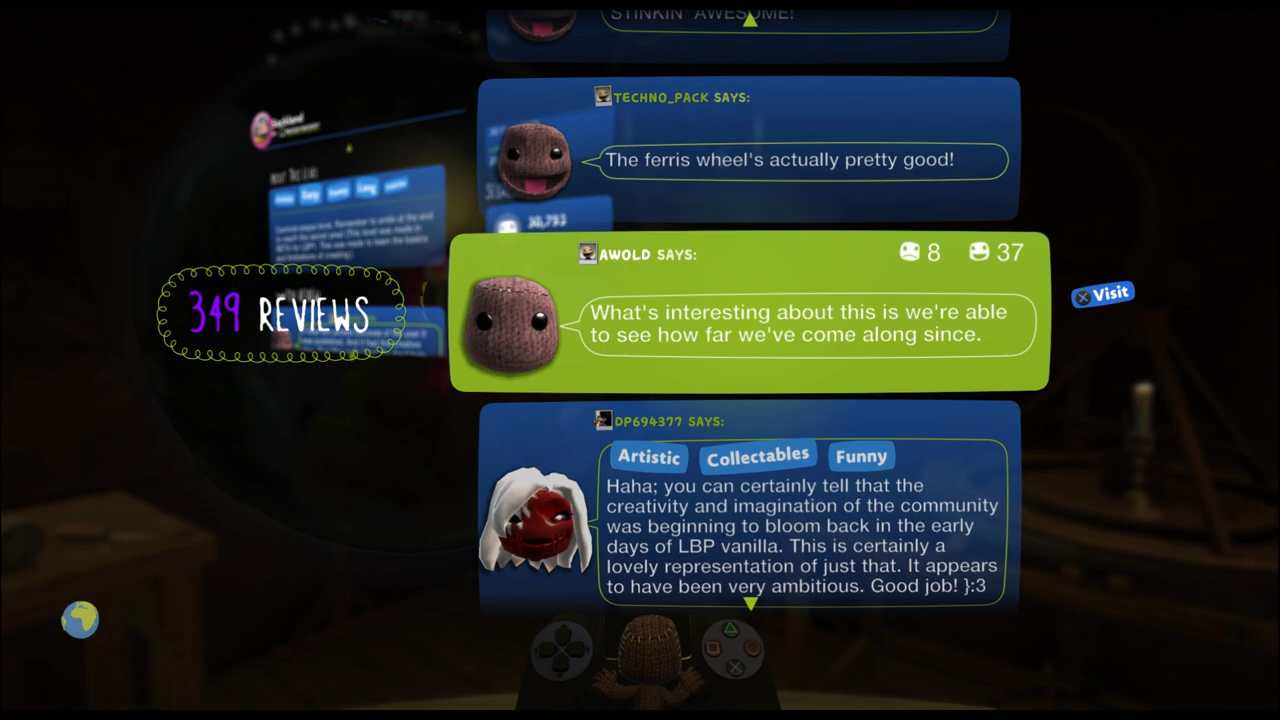 STINKIN' AWESOME!
TECHNO_PACK SAYS:
The ferris wheel's actually pretty good!
30,793
AWOLD SAYS:
8
37
What's interesting about this is we're able
to see how far we've come along since.
Visit
349 REVIEWS
DP694377 SAYS:
Artistic Collectables Funny
Haha; you can certainly tell that the
creativity and imagination of the community
was beginning to bloom back in the early
days of LBP vanilla. This is certainly a
lovely representation of just that. It appears
to have been very ambitious. Good job! }:3